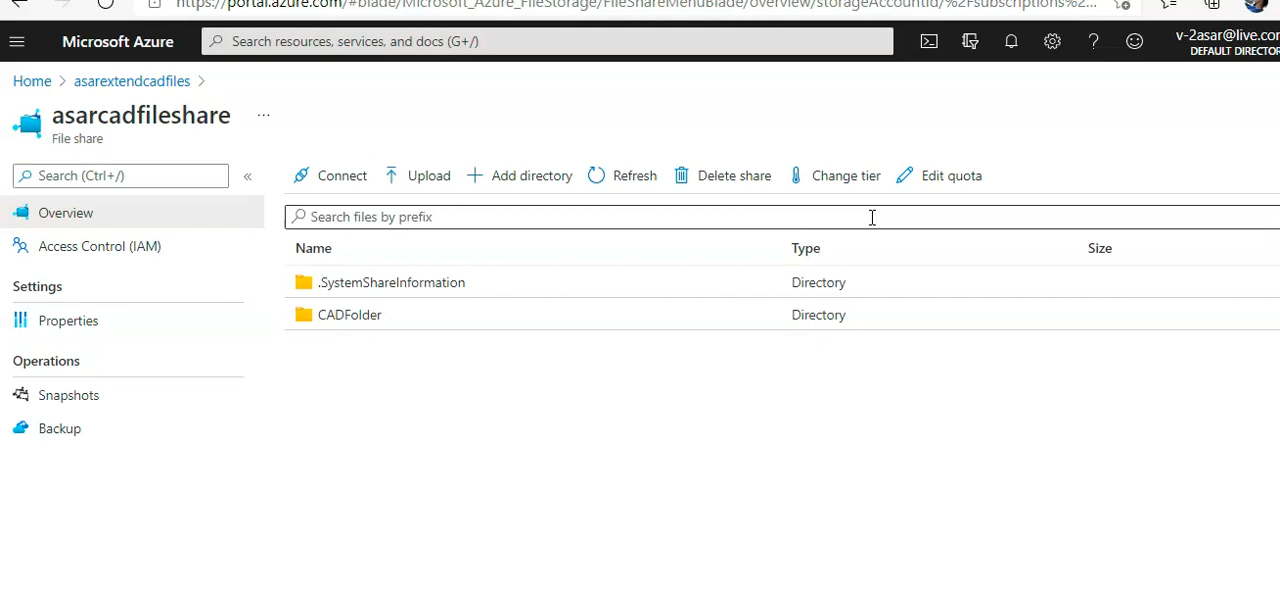 https://portal.azure.com/#blade/Microsoft_Azure_FileStorage/FileShareMenuBlade/overview/storageAccountId/%2Fsubscriptions%2...
Microsoft Azure
Search resources, services, and docs (G+/)
v-2asar@live.com
DEFAULT DIRECTOR
Home > asarextendcadfiles >
asarcadfileshare ...
File share
Search (Ctrl+/) «
Connect Upload Add directory Refresh Delete share Change tier Edit quota
Overview
Search files by prefix
Access Control (IAM)
Name Type Size
Settings
.SystemShareInformation Directory
Properties
CADFolder Directory
Operations
Snapshots
Backup